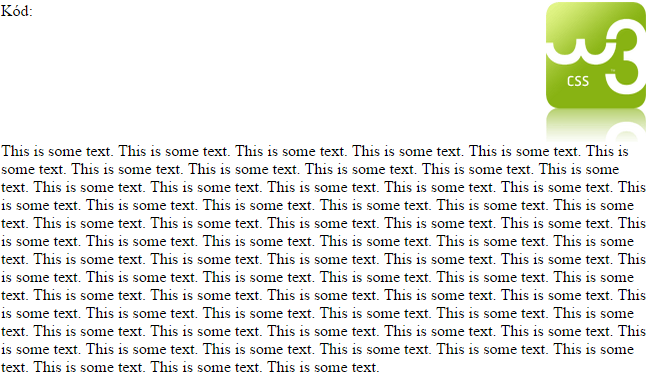 Kód:
w3
CSS
This is some text. This is some text. This is some text. This is some text. This is some text. This is
some text. This is some text. This is some text. This is some text. This is some text. This is some
text. This is some text. This is some text. This is some text. This is some text. This is some text. This
is some text. This is some text. This is some text. This is some text. This is some text. This is some
text. This is some text. This is some text. This is some text. This is some text. This is some text. This
is some text. This is some text. This is some text. This is some text. This is some text. This is some
text. This is some text. This is some text. This is some text. This is some text. This is some text. This
is some text. This is some text. This is some text. This is some text. This is some text. This is some
text. This is some text. This is some text. This is some text. This is some text. This is some text. This
is some text. This is some text. This is some text. This is some text. This is some text. This is some
text. This is some text. This is some text. This is some text. This is some text. This is some text. This
is some text. This is some text. This is some text. This is some text. This is some text. This is some
text. This is some text. This is some text. This is some text.